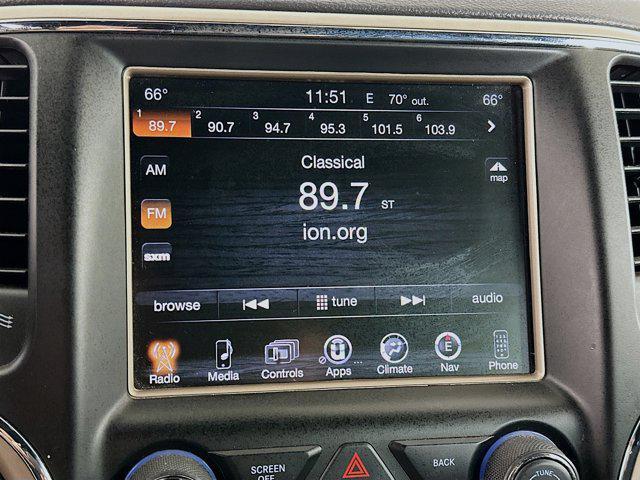 66° 11:51 E 70° out. 66°
1 89.7 2 90.7 3 94.7 4 95.3 5 101.5 6 103.9
Classical
AM
map
89.7 ST
FM
ion.org
sxm
browse tune audio
Radio Media Controls Apps Climate E Nav Phone
SCREEN OFF
BACK
TUNE